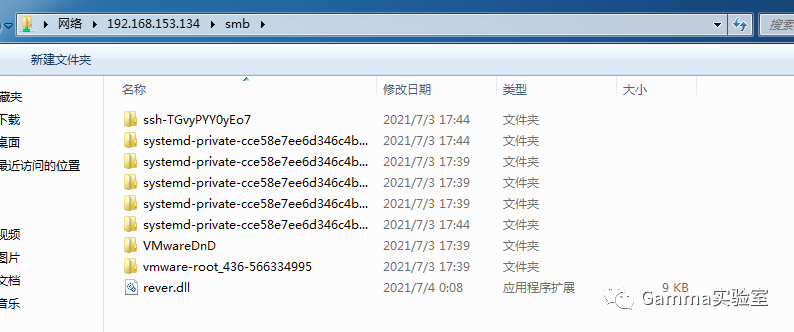 网络 192.168.153.134 smb 搜索
新建文件夹
名称 修改日期 类型 大小
藏夹
下载
桌面
最近访问的位置
视频
图片
文档
音乐
ssh-TGvyPYY0yEo7 2021/7/3 17:44 文件夹
systemd-private-cce58e7ee6d346c4b... 2021/7/3 17:44 文件夹
systemd-private-cce58e7ee6d346c4b... 2021/7/3 17:39 文件夹
systemd-private-cce58e7ee6d346c4b... 2021/7/3 17:39 文件夹
systemd-private-cce58e7ee6d346c4b... 2021/7/3 17:39 文件夹
systemd-private-cce58e7ee6d346c4b... 2021/7/3 17:44 文件夹
VMwareDnD 2021/7/3 17:39 文件夹
vmware-root_436-566334995 2021/7/3 17:39 文件夹
rever.dll 2021/7/4 0:08 应用程序扩展 9 KB
Gamma实验室